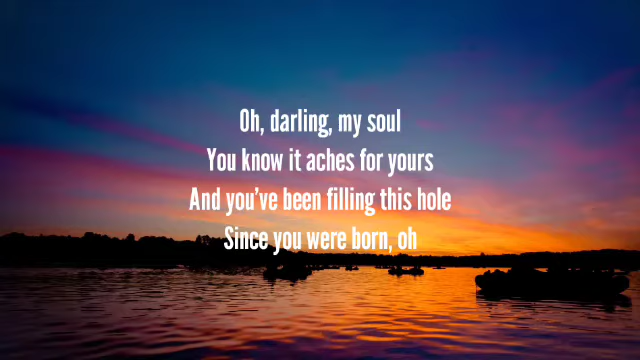 Oh, darling, my soul
You know it aches for yours
And you've been filling this hole
Since you were born, oh